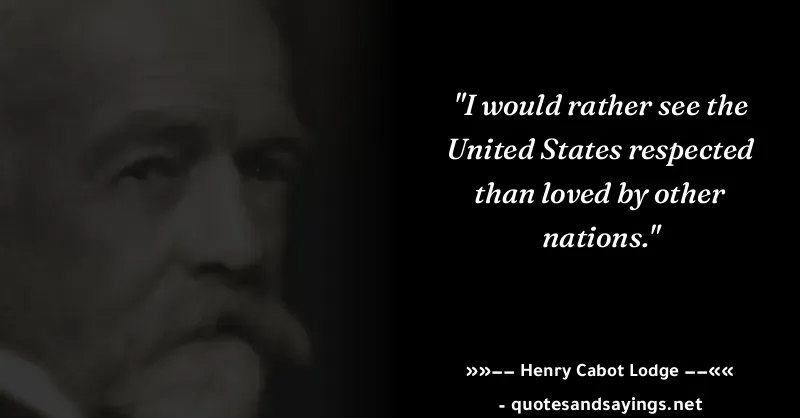 "I would rather see the
United States respected
than loved by other
nations."
»»–– Henry Cabot Lodge ––««
- quotesandsayings.net